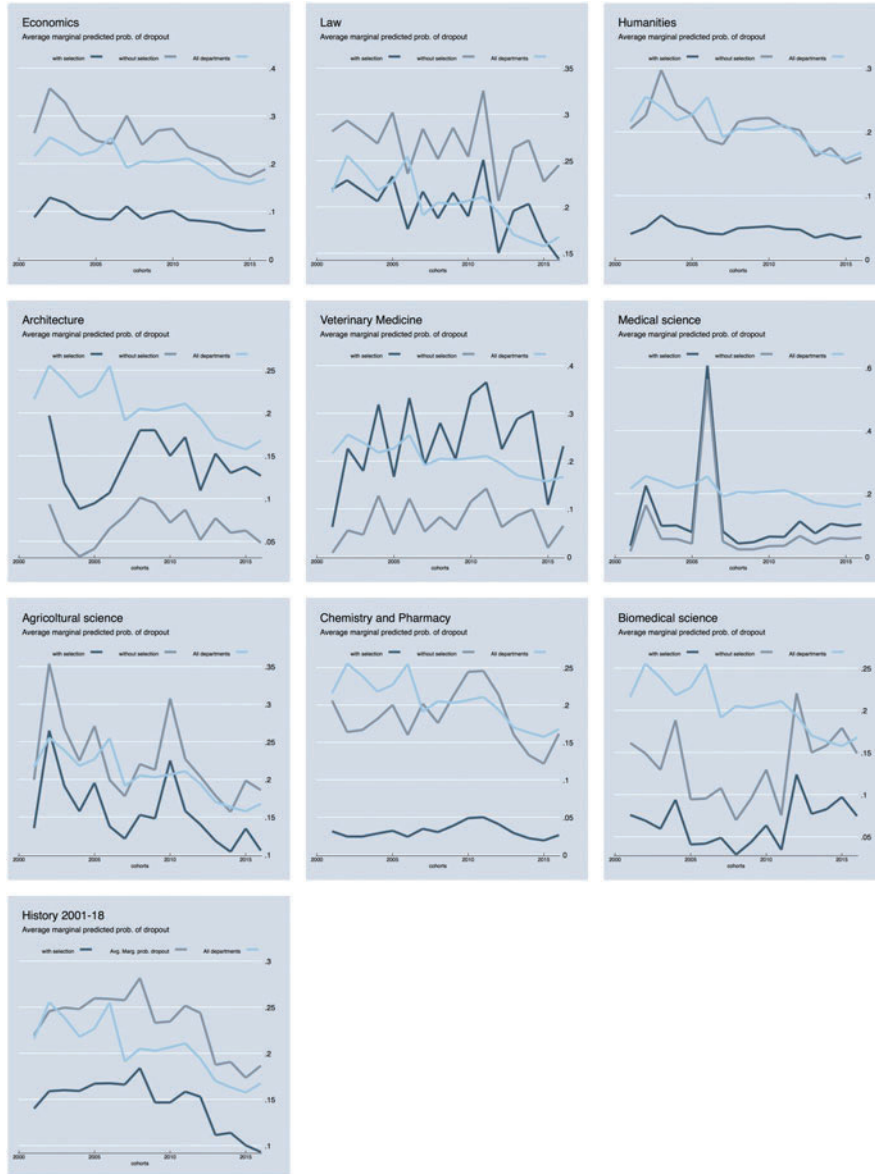 Economics
Average marginal predicted prob. of dropout
with selection without selection All departments
.4
.3
.2
.1
0
2000 2005 2010 2015
cohorts
Law
Average marginal predicted prob. of dropout
with selection without selection All departments
.35
.3
.25
.2
.15
2000 2005 2010 2015
cohorts
Humanities
Average marginal predicted prob. of dropout
with selection without selection All departments
.3
.2
.1
0
2000 2005 2010 2015
cohorts
Architecture
Average marginal predicted prob. of dropout
with selection without selection All departments
.25
.2
.15
.1
.05
2000 2005 2010 2015
cohorts
Veterinary Medicine
Average marginal predicted prob. of dropout
with selection without selection All departments
.4
.3
.2
.1
0
2000 2005 2010 2015
cohorts
Medical science
Average marginal predicted prob. of dropout
with selection without selection All departments
.6
.4
.2
0
2000 2005 2010 2015
cohorts
Agricoltural science
Average marginal predicted prob. of dropout
with selection without selection All departments
.35
.3
.25
.2
.15
.1
2000 2005 2010 2015
cohorts
Chemistry and Pharmacy
Average marginal predicted prob. of dropout
with selection without selection All departments
.25
.2
.15
.1
.05
0
2000 2005 2010 2015
cohorts
Biomedical science
Average marginal predicted prob. of dropout
with selection without selection All departments
.25
.2
.15
.1
.05
2000 2005 2010 2015
cohorts
History 2001-18
Average marginal predicted prob. of dropout
with selection Avg. Marg. prob. dropout All departments
.3
.25
.2
.15
.1
2000 2005 2010 2015
cohorts